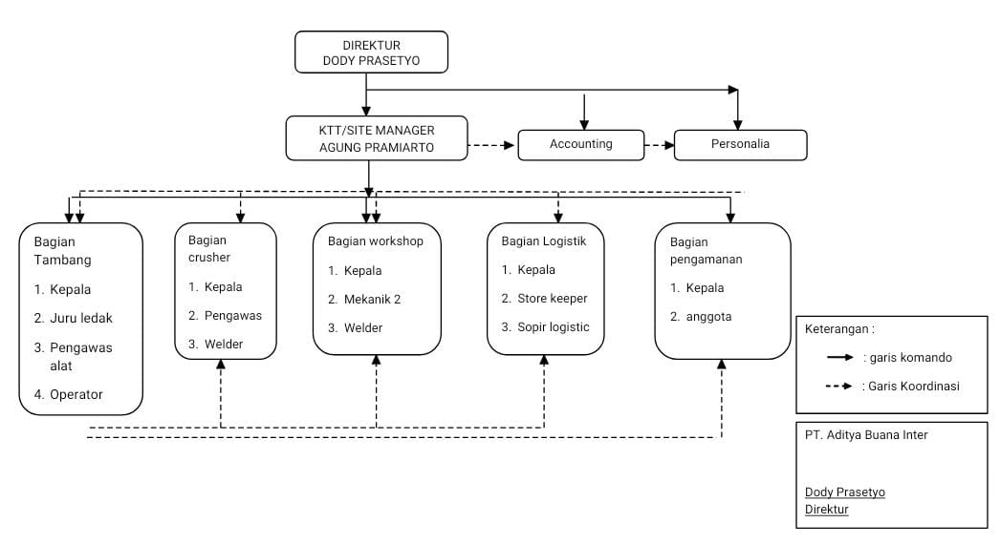 DIREKTUR
DODY PRASETYO
KTT/SITE MANAGER
AGUNG PRAMIARTO
Accounting
Personalia
Bagian
Tambang
1. Kepala
2. Juru ledak
3. Pengawas
alat
4. Operator
Bagian
crusher
1. Kepala
2. Pengawas
3. Welder
Bagian workshop
1. Kepala
2. Mekanik 2
3. Welder
Bagian Logistik
1. Kepala
2. Store keeper
3. Sopir logistic
Bagian
pengamanan
1. Kepala
2. anggota
Keterangan :
: garis komando
: Garis Koordinasi
PT. Aditya Buana Inter
Dody Prasetyo
Direktur